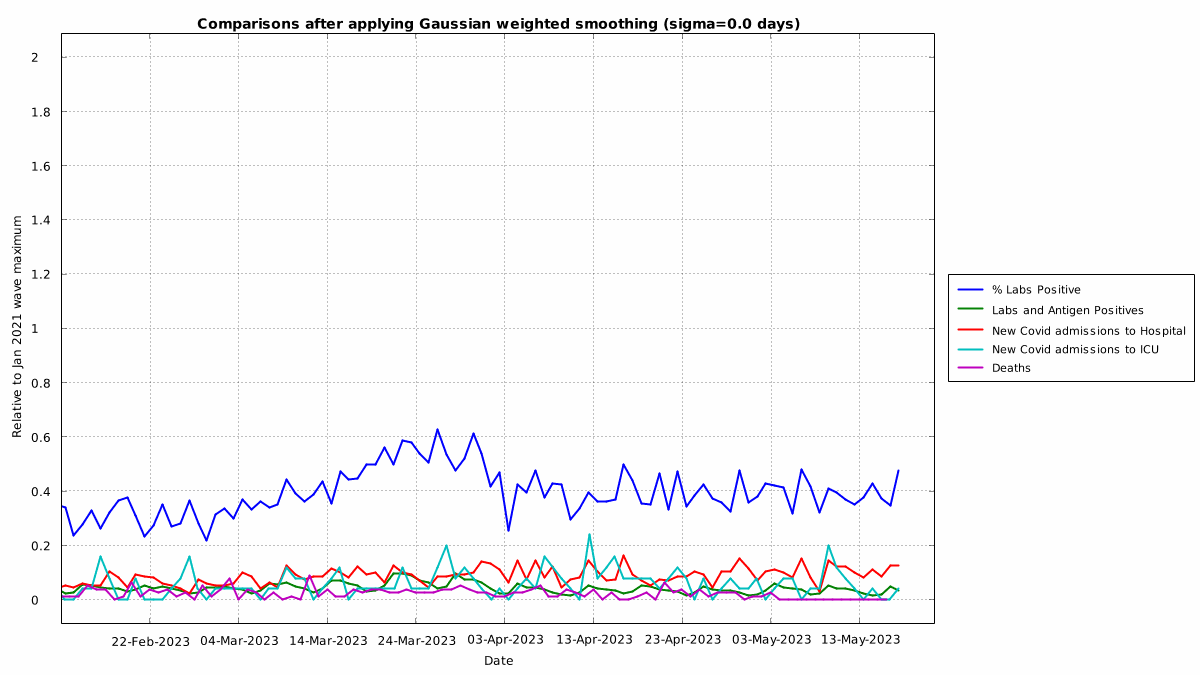 Comparisons after applying Gaussian weighted smoothing (sigma=0.0 days)
2
1.8
1.6
1.4
1.2
1
0.8
0.6
0.4
0.2
0
Relative to Jan 2021 wave maximum
22-Feb-2023 04-Mar-2023 14-Mar-2023 24-Mar-2023 03-Apr-2023 13-Apr-2023 23-Apr-2023 03-May-2023 13-May-2023
Date
% Labs Positive
Labs and Antigen Positives
New Covid admissions to Hospital
New Covid admissions to ICU
Deaths